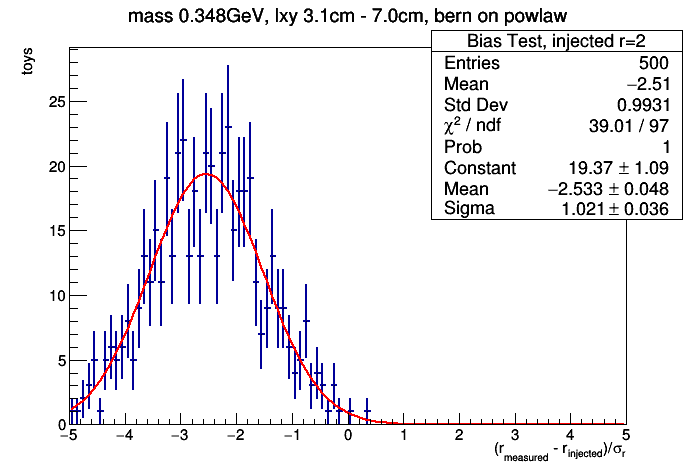 mass 0.348GeV, lxy 3.1cm - 7.0cm, bern on powlaw
Bias Test, injected r=2
Entries 500
Mean −2.51
Std Dev 0.9931
χ² / ndf 39.01 / 97
Prob 1
Constant 19.37 ± 1.09
Mean −2.533 ± 0.048
Sigma 1.021 ± 0.036
toys
25
20
15
10
5
0
−5 −4 −3 −2 −1 0 1 2 3 4 5
(r_measured - r_injected)/σ_r